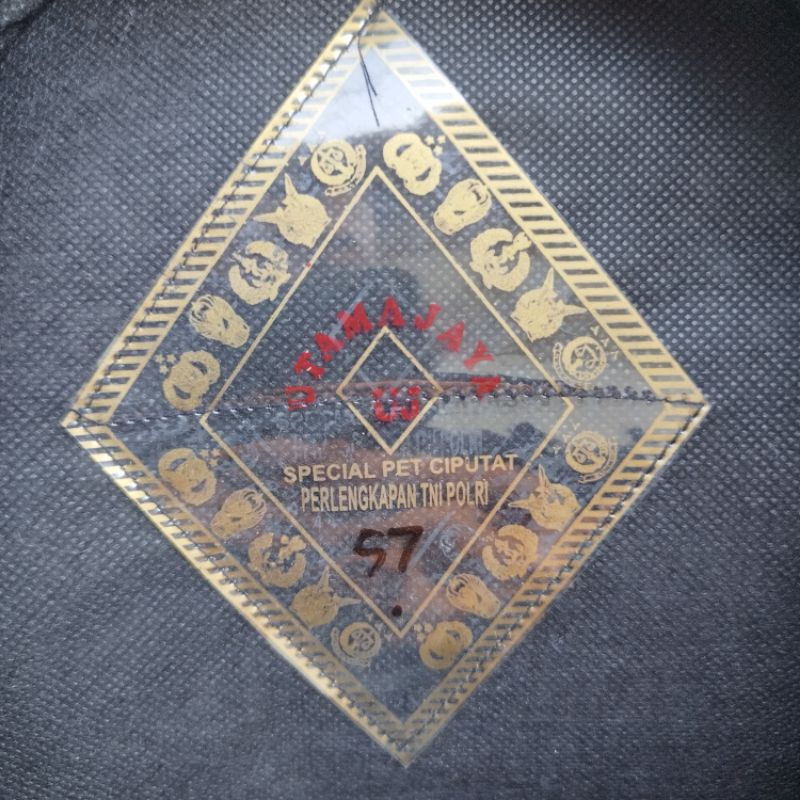 UTAMAJAYA
UJ
SPECIAL PET CIPUTAT
PERLENGKAPAN TNI POLRI
57